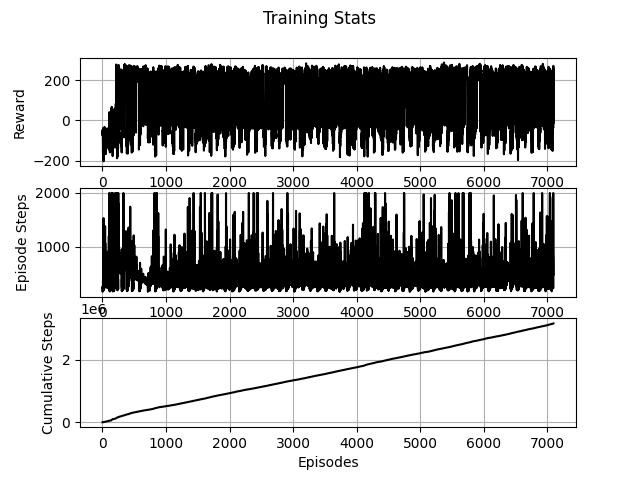 Training Stats
Reward
200
0
−200
0 1000 2000 3000 4000 5000 6000 7000
Episode Steps
2000
1000
0 1000 2000 3000 4000 5000 6000 7000
1e6
Cumulative Steps
2
0
0 1000 2000 3000 4000 5000 6000 7000
Episodes